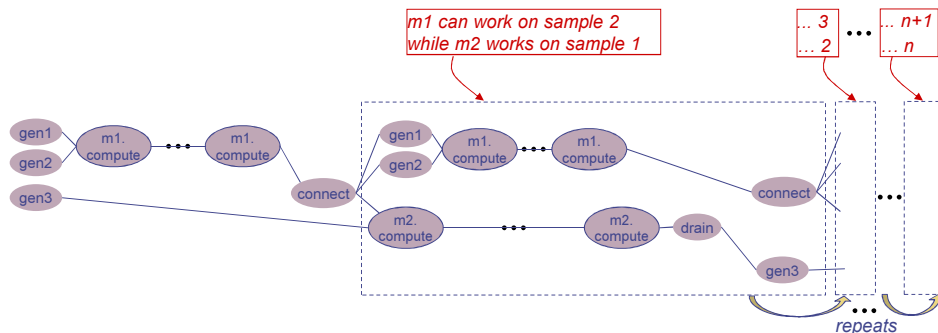 m1 can work on sample 2
while m2 works on sample 1
... 3
... 2
... n+1
... n
gen1
gen2
gen3
m1.
compute
m1.
compute
connect
gen1
gen2
m1.
compute
m1.
compute
connect
m2.
compute
m2.
compute
drain
gen3
repeats